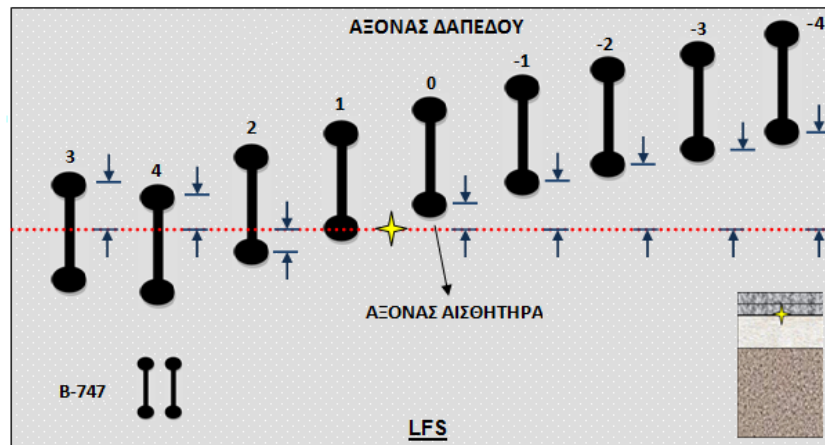 ΑΞΟΝΑΣ ΔΑΠΕΔΟΥ
3 4 2 1 0 -1 -2 -3 -4
ΑΞΟΝΑΣ ΑΙΣΘΗΤΗΡΑ
B-747
LFS